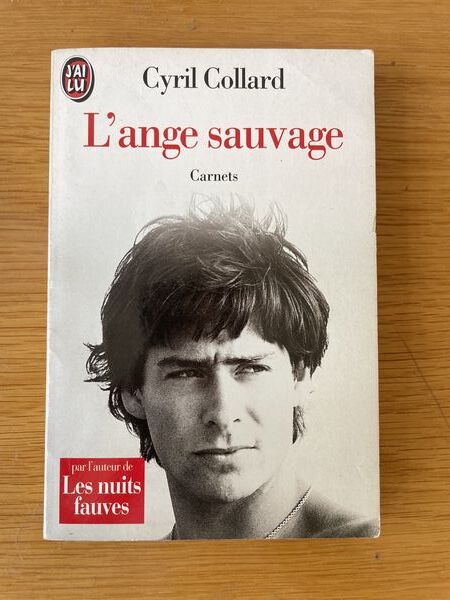 J'AI
LU
Cyril Collard
L'ange sauvage
Carnets
par l'auteur de
Les nuits
fauves